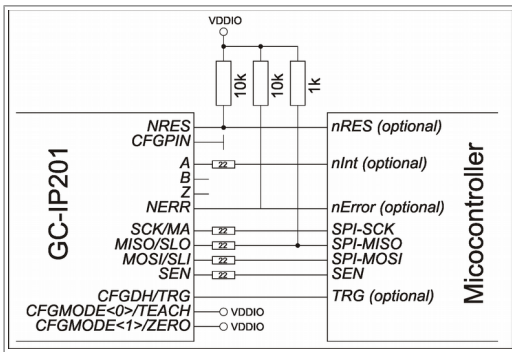 VDDIO
10k
10k
1k
GC-IP201
Micocontroller
NRES
nRES (optional)
CFGPIN
A
22
nInt (optional)
B
Z
NERR
nError (optional)
SCK/MA
22
SPI-SCK
MISO/SLO
22
SPI-MISO
MOSI/SLI
22
SPI-MOSI
SEN
22
SEN
CFGDH/TRG
TRG (optional)
CFGMODE<0>/TEACH
VDDIO
CFGMODE<1>/ZERO
VDDIO